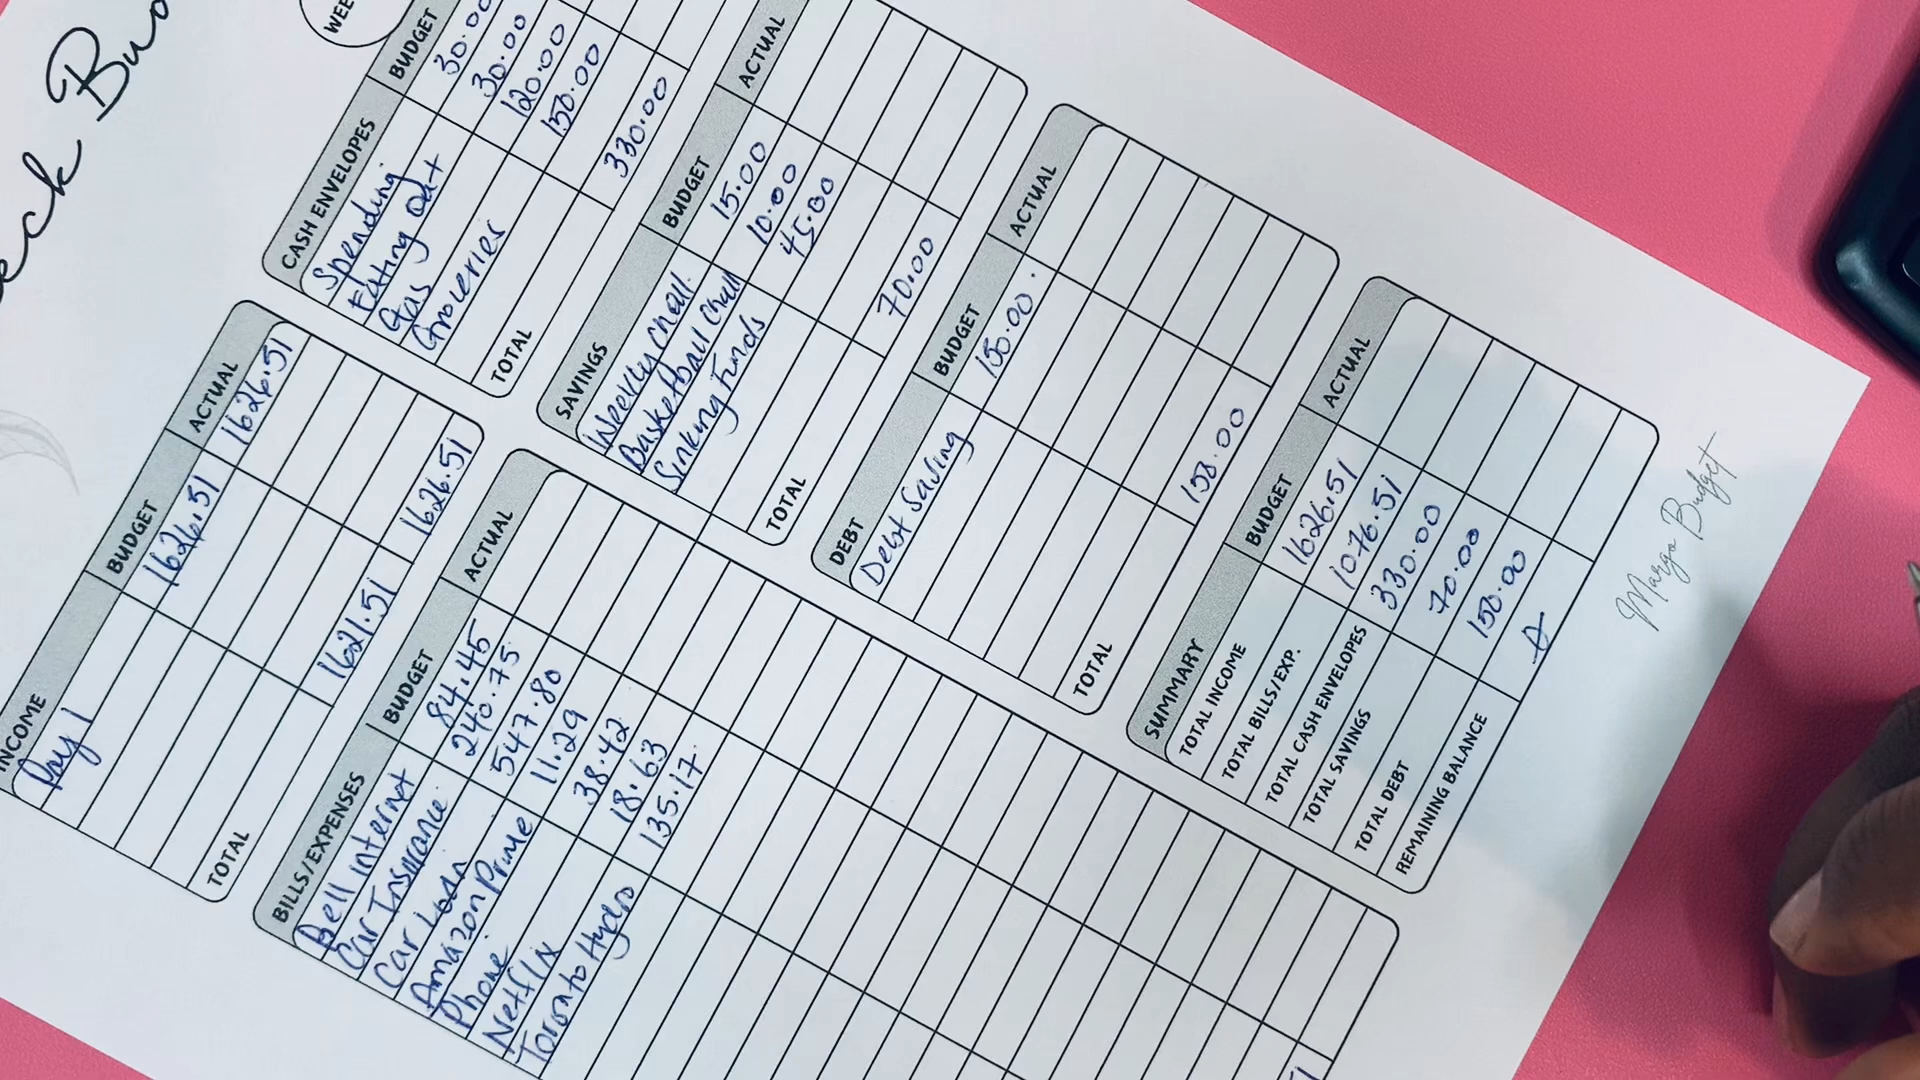 eck Bud
WEE
INCOME BUDGET ACTUAL
Pay 1 1626.51 1626.51
TOTAL 1621.51 1626.51
BILLS/EXPENSES BUDGET ACTUAL
Bell internet 84.45
Car Insurance. 240.75
Car Loan 547.80
Amazon Prime 11.29
Phone 38.42
Netflix 18.63
Toronto Hydro 135.17
51
CASH ENVELOPES BUDGET
Spending 30.00
Eating Out 30.00
Gas 120.00
Groceries 150.00
TOTAL 330.00
SAVINGS BUDGET ACTUAL
Weekly Chall. 15.00
Basketball Chall 10.00
Sinking Funds 45.00
TOTAL 70.00
DEBT BUDGET ACTUAL
Debt Saving 150.00.
TOTAL 150.00
SUMMARY BUDGET ACTUAL
TOTAL INCOME 1626.51
TOTAL BILLS/EXP. 1076.51
TOTAL CASH ENVELOPES 330.00
TOTAL SAVINGS 70.00
TOTAL DEBT 150.00
REMAINING BALANCE
Margo Budget